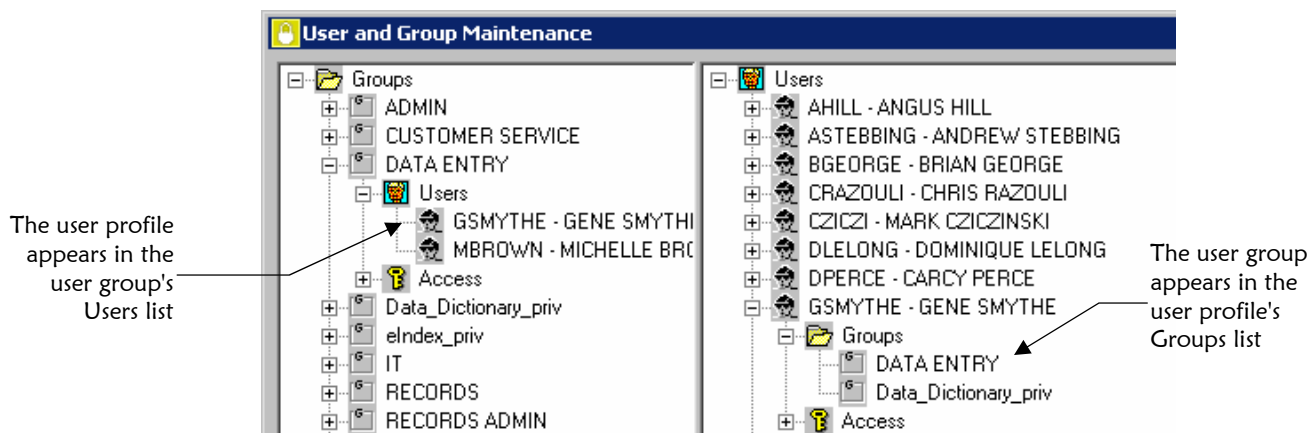 User and Group Maintenance
Groups
ADMIN
CUSTOMER SERVICE
DATA ENTRY
Users
GSMYTHE - GENE SMYTHI
MBROWN - MICHELLE BR(
Access
Data_Dictionary_priv
eIndex_priv
IT
RECORDS
RECORDS ADMIN
Users
AHILL - ANGUS HILL
ASTEBBING - ANDREW STEBBING
BGEORGE - BRIAN GEORGE
CRAZOULI - CHRIS RAZOULI
CZICZI - MARK CZICZINSKI
DLELONG - DOMINIQUE LELONG
DPERCE - CARCY PERCE
GSMYTHE - GENE SMYTHE
Groups
DATA ENTRY
Data_Dictionary_priv
Access
The user profile
appears in the
user group's
Users list
The user group
appears in the
user profile's
Groups list